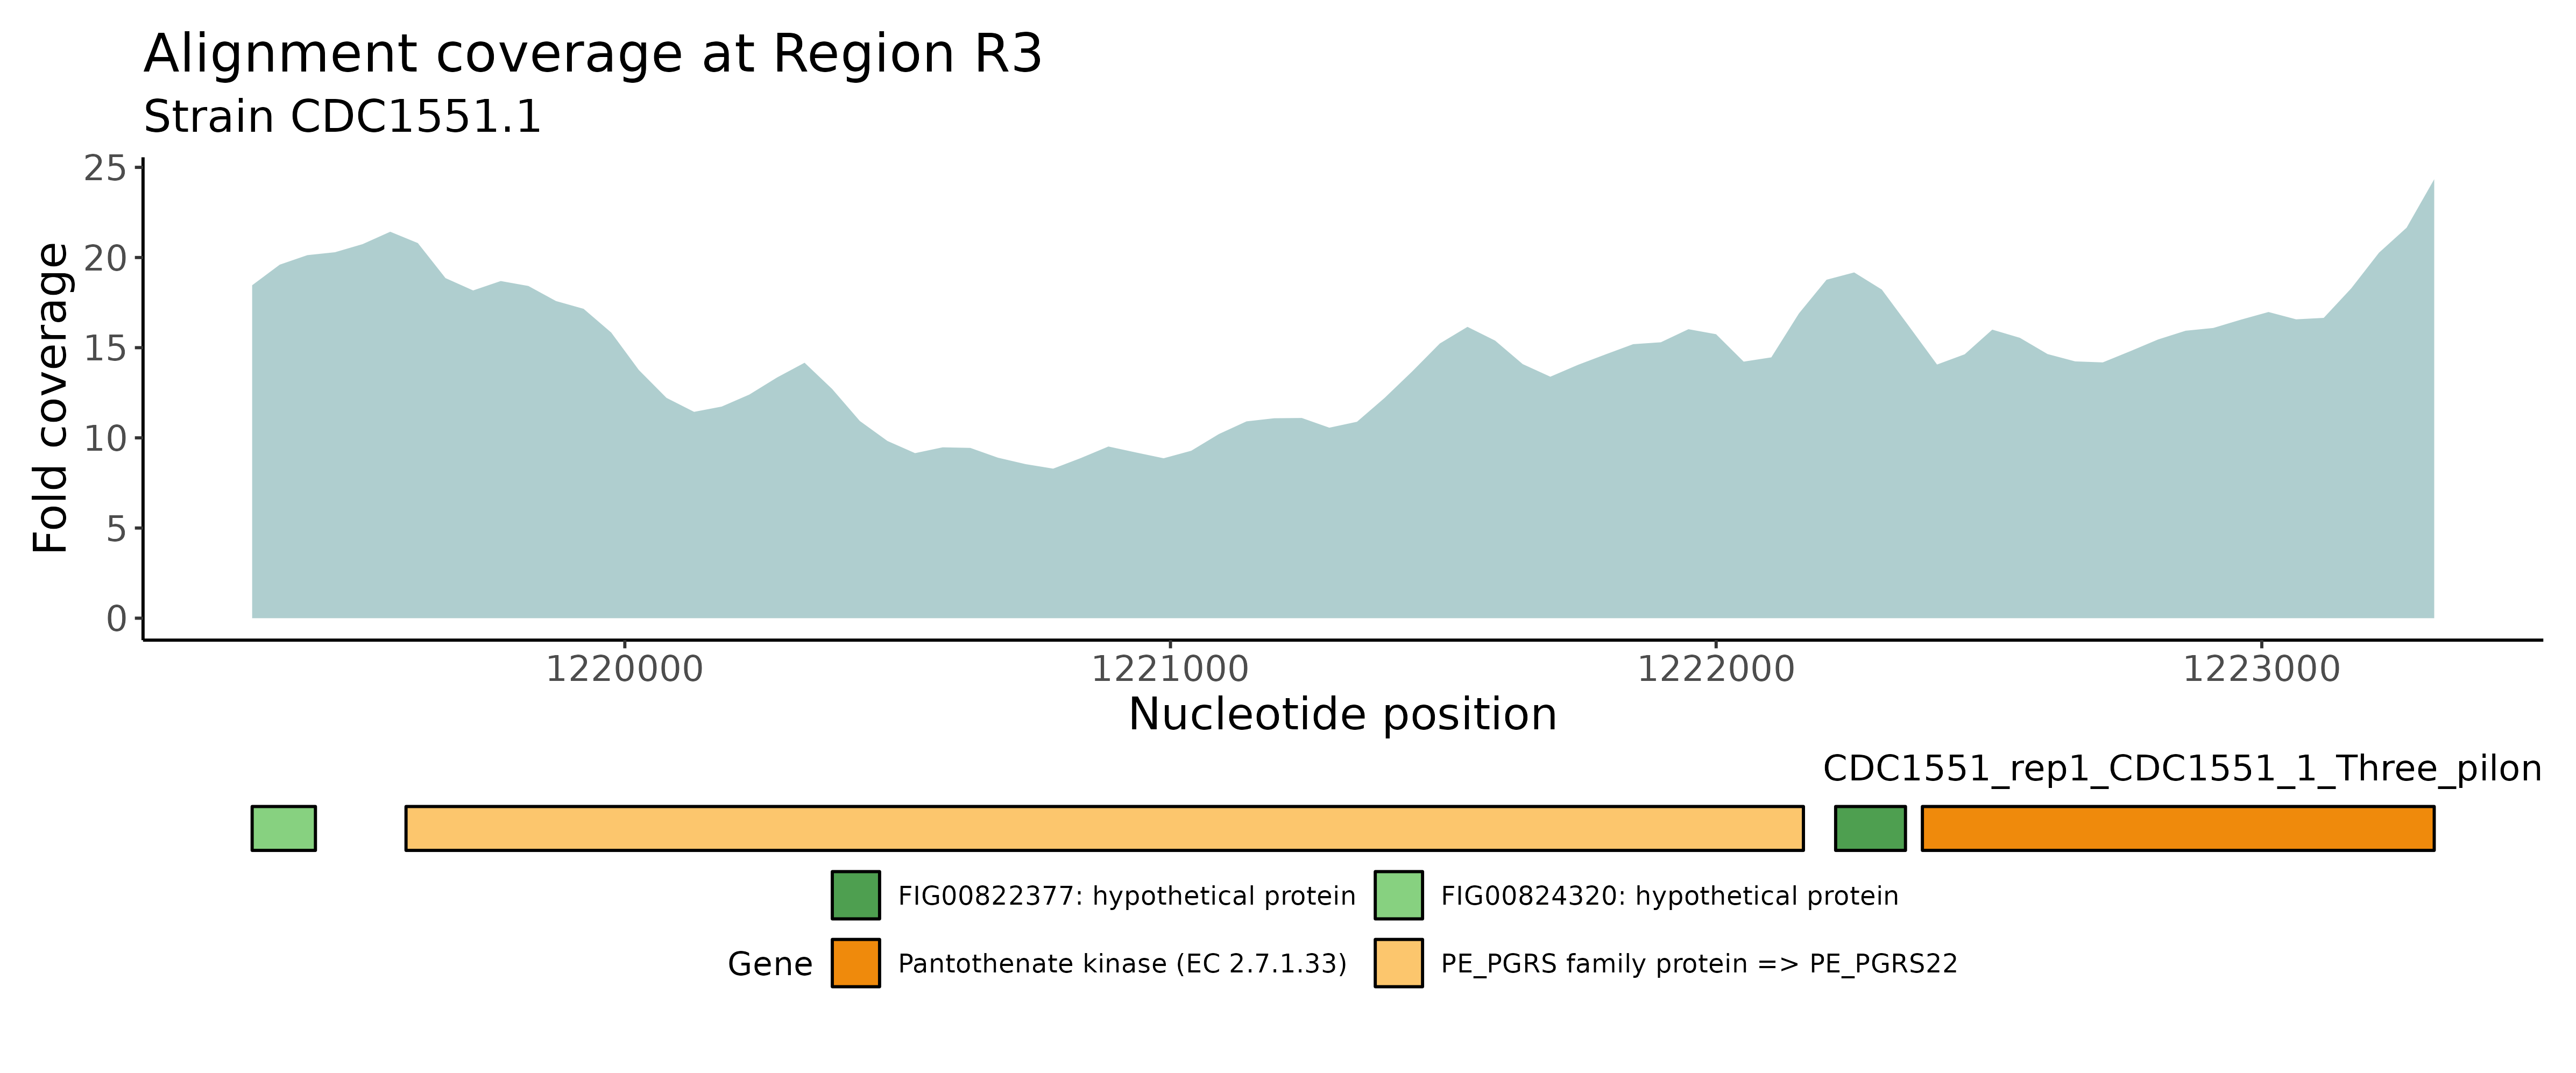 Alignment coverage at Region R3
Strain CDC1551.1
Fold coverage
25
20
15
10
5
0
1220000 1221000 1222000 1223000
Nucleotide position
CDC1551_rep1_CDC1551_1_Three_pilon
FIG00822377: hypothetical protein FIG00824320: hypothetical protein
Gene Pantothenate kinase (EC 2.7.1.33) PE_PGRS family protein => PE_PGRS22